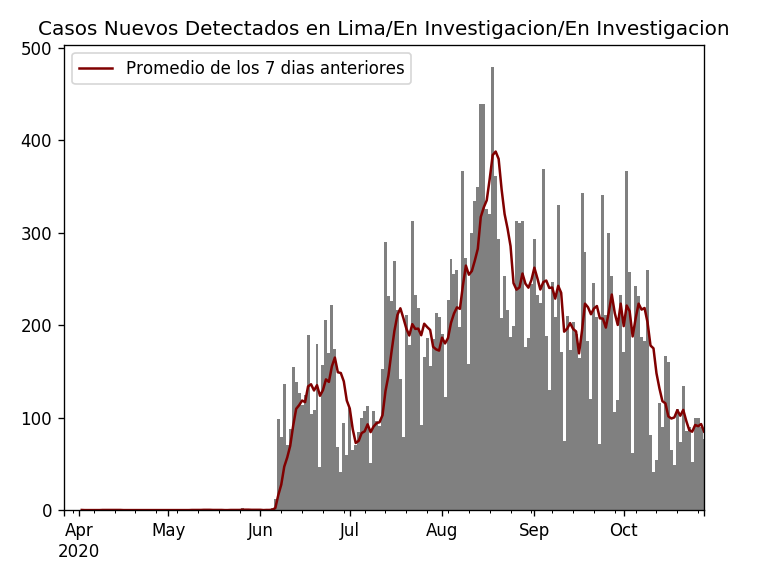 Casos Nuevos Detectados en Lima/En Investigacion/En Investigacion
Promedio de los 7 dias anteriores
500
400
300
200
100
0
Apr May Jun Jul Aug Sep Oct
2020